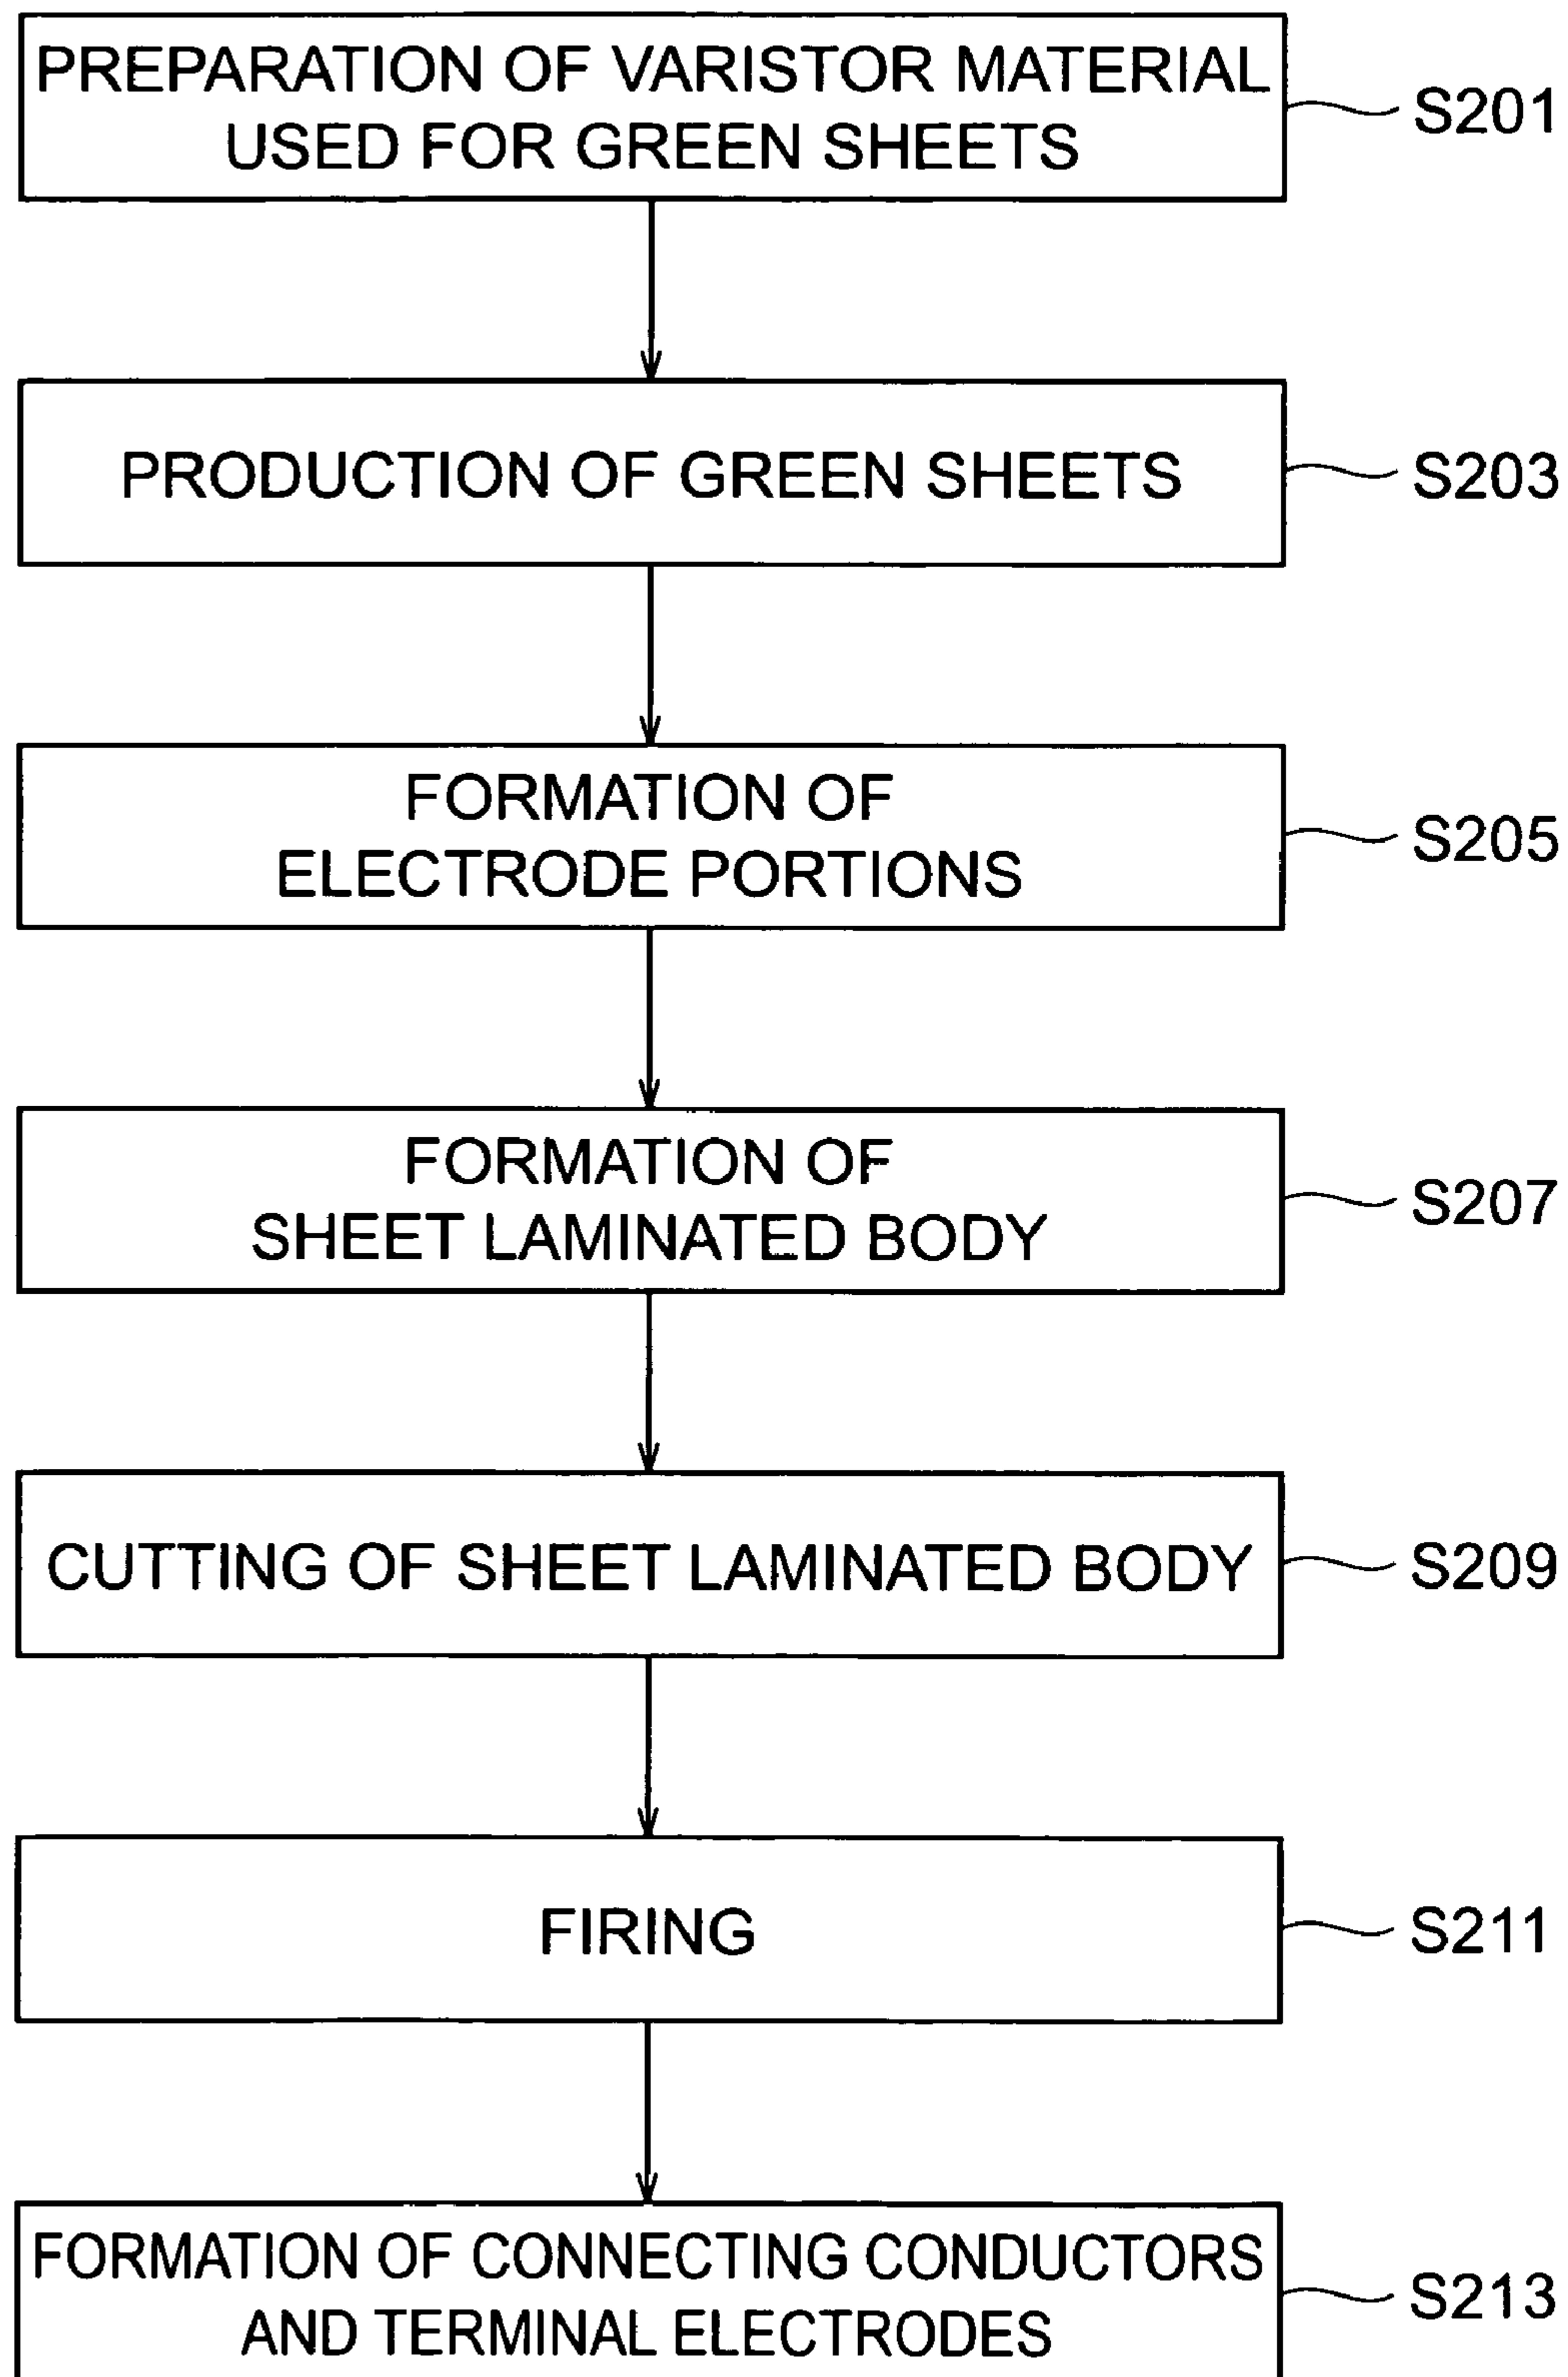 PREPARATION OF VARISTOR MATERIAL
USED FOR GREEN SHEETS
S201
PRODUCTION OF GREEN SHEETS
S203
FORMATION OF
ELECTRODE PORTIONS
S205
FORMATION OF
SHEET LAMINATED BODY
S207
CUTTING OF SHEET LAMINATED BODY
S209
FIRING
S211
FORMATION OF CONNECTING CONDUCTORS
AND TERMINAL ELECTRODES
S213